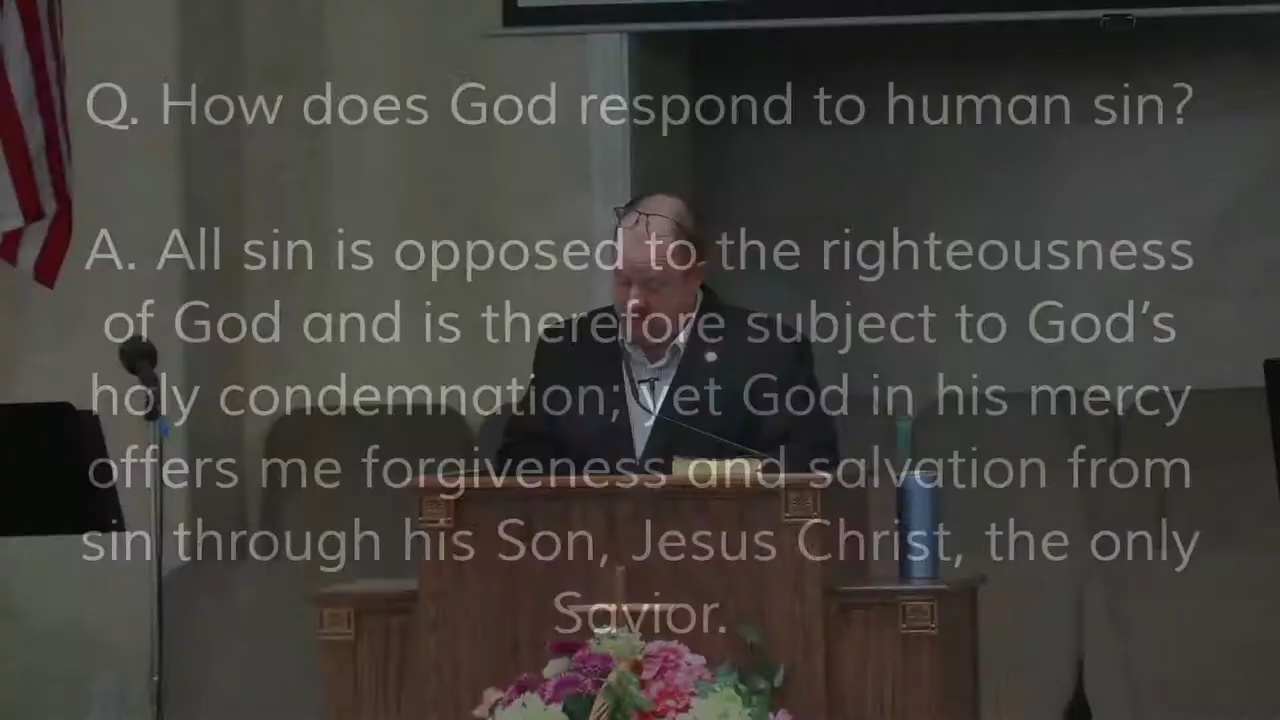 Q. How does God respond to human sin?
A. All sin is opposed to the righteousness
of God and is therefore subject to God’s
holy condemnation; yet God in his mercy
offers me forgiveness and salvation from
sin through his Son, Jesus Christ, the only
Savior.